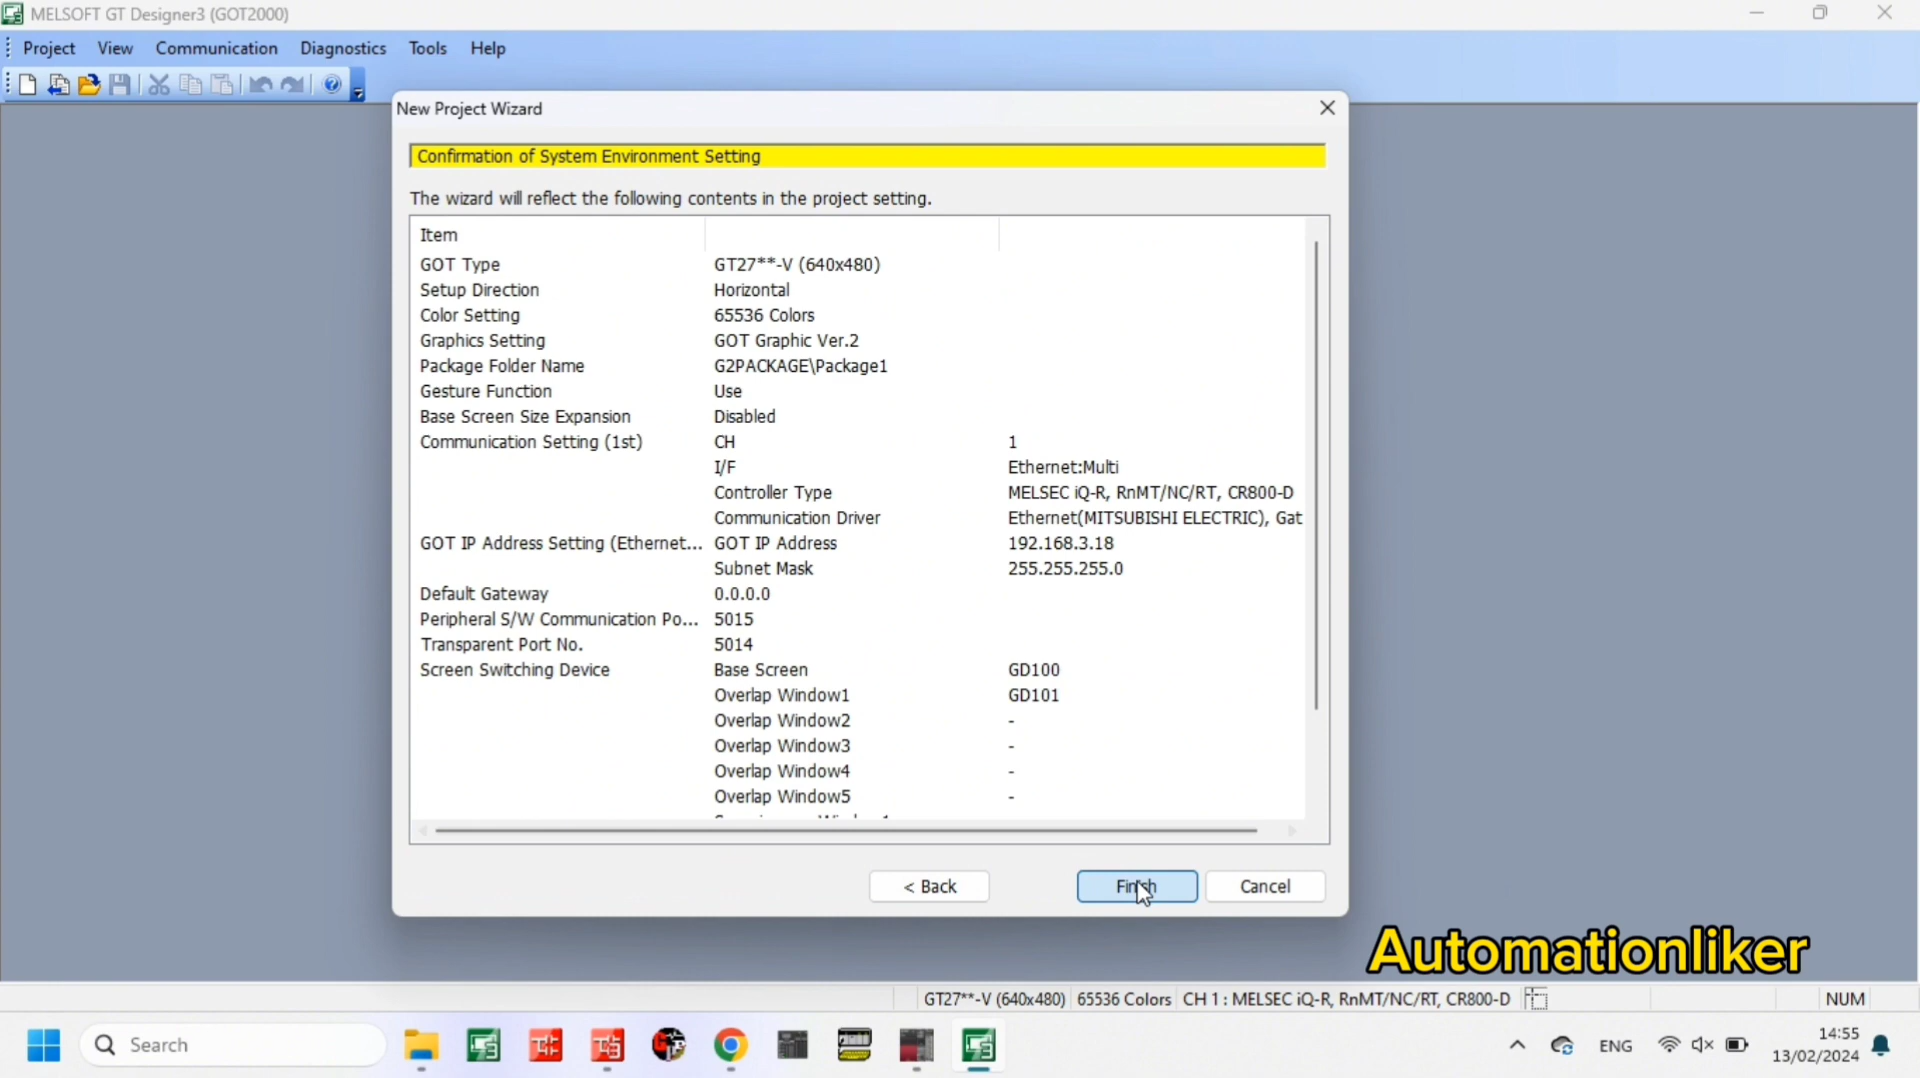 MELSOFT GT Designer3 (GOT2000)
Project View Communication Diagnostics Tools Help
New Project Wizard
Confirmation of System Environment Setting
The wizard will reflect the following contents in the project setting.
Item
GOT Type GT27**-V (640x480)
Setup Direction Horizontal
Color Setting 65536 Colors
Graphics Setting GOT Graphic Ver.2
Package Folder Name G2PACKAGE\Package1
Gesture Function Use
Base Screen Size Expansion Disabled
Communication Setting (1st) CH 1
I/F Ethernet:Multi
Controller Type MELSEC iQ-R, RnMT/NC/RT, CR800-D
Communication Driver Ethernet(MITSUBISHI ELECTRIC), Gat
GOT IP Address Setting (Ethernet... GOT IP Address 192.168.3.18
Subnet Mask 255.255.255.0
Default Gateway 0.0.0.0
Peripheral S/W Communication Po... 5015
Transparent Port No. 5014
Screen Switching Device Base Screen GD100
Overlap Window1 GD101
Overlap Window2 -
Overlap Window3 -
Overlap Window4 -
Overlap Window5 -
< Back Finish Cancel
Automationliker
GT27**-V (640x480) 65536 Colors CH 1 : MELSEC iQ-R, RnMT/NC/RT, CR800-D NUM
Search ENG 14:55
13/02/2024